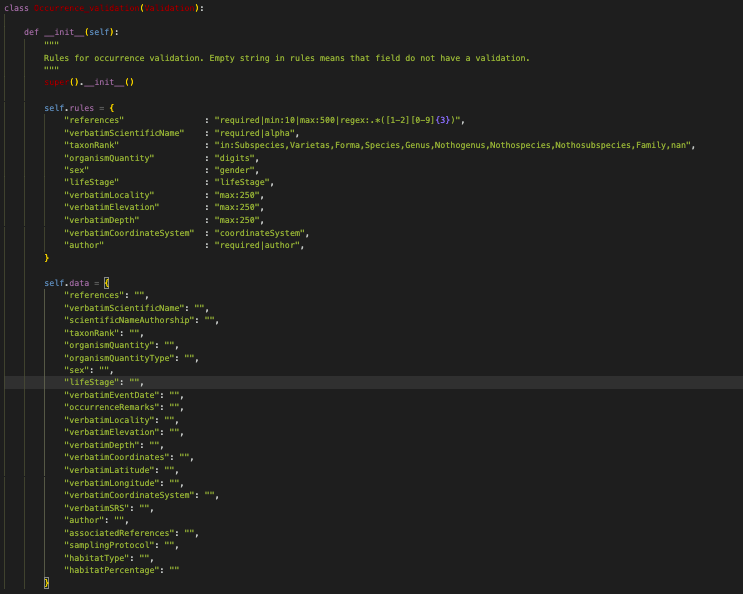 class Occurrence_validation(Validation):
def __init__(self):
"""
Rules for occurrence validation. Empty string in rules means that field do not have a validation.
"""
super().__init__()
self.rules = {
"references" : "required|min:10|max:500|regex:.*([1-2][0-9]{3})",
"verbatimScientificName" : "required|alpha",
"taxonRank" : "in:Subspecies,Varietas,Forma,Species,Genus,Nothogenus,Nothospecies,Nothosubspecies,Family,nan",
"organismQuantity" : "digits",
"sex" : "gender",
"lifeStage" : "lifeStage",
"verbatimLocality" : "max:250",
"verbatimElevation" : "max:250",
"verbatimDepth" : "max:250",
"verbatimCoordinateSystem" : "coordinateSystem",
"author" : "required|author",
}
self.data = {
"references": "",
"verbatimScientificName": "",
"scientificNameAuthorship": "",
"taxonRank": "",
"organismQuantity": "",
"organismQuantityType": "",
"sex": "",
"lifeStage": "",
"verbatimEventDate": "",
"occurrenceRemarks": "",
"verbatimLocality": "",
"verbatimElevation": "",
"verbatimDepth": "",
"verbatimCoordinates": "",
"verbatimLatitude": "",
"verbatimLongitude": "",
"verbatimCoordinateSystem": "",
"verbatimSRS": "",
"author": "",
"associatedReferences": "",
"samplingProtocol": "",
"habitatType": "",
"habitatPercentage": ""
}